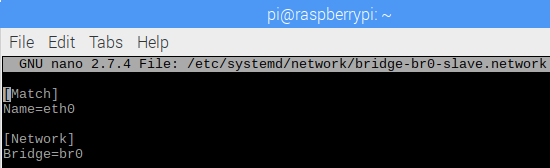 pi@raspberrypi: ~
File Edit Tabs Help
GNU nano 2.7.4 File: /etc/systemd/network/bridge-br0-slave.network
[Match]
Name=eth0
[Network]
Bridge=br0